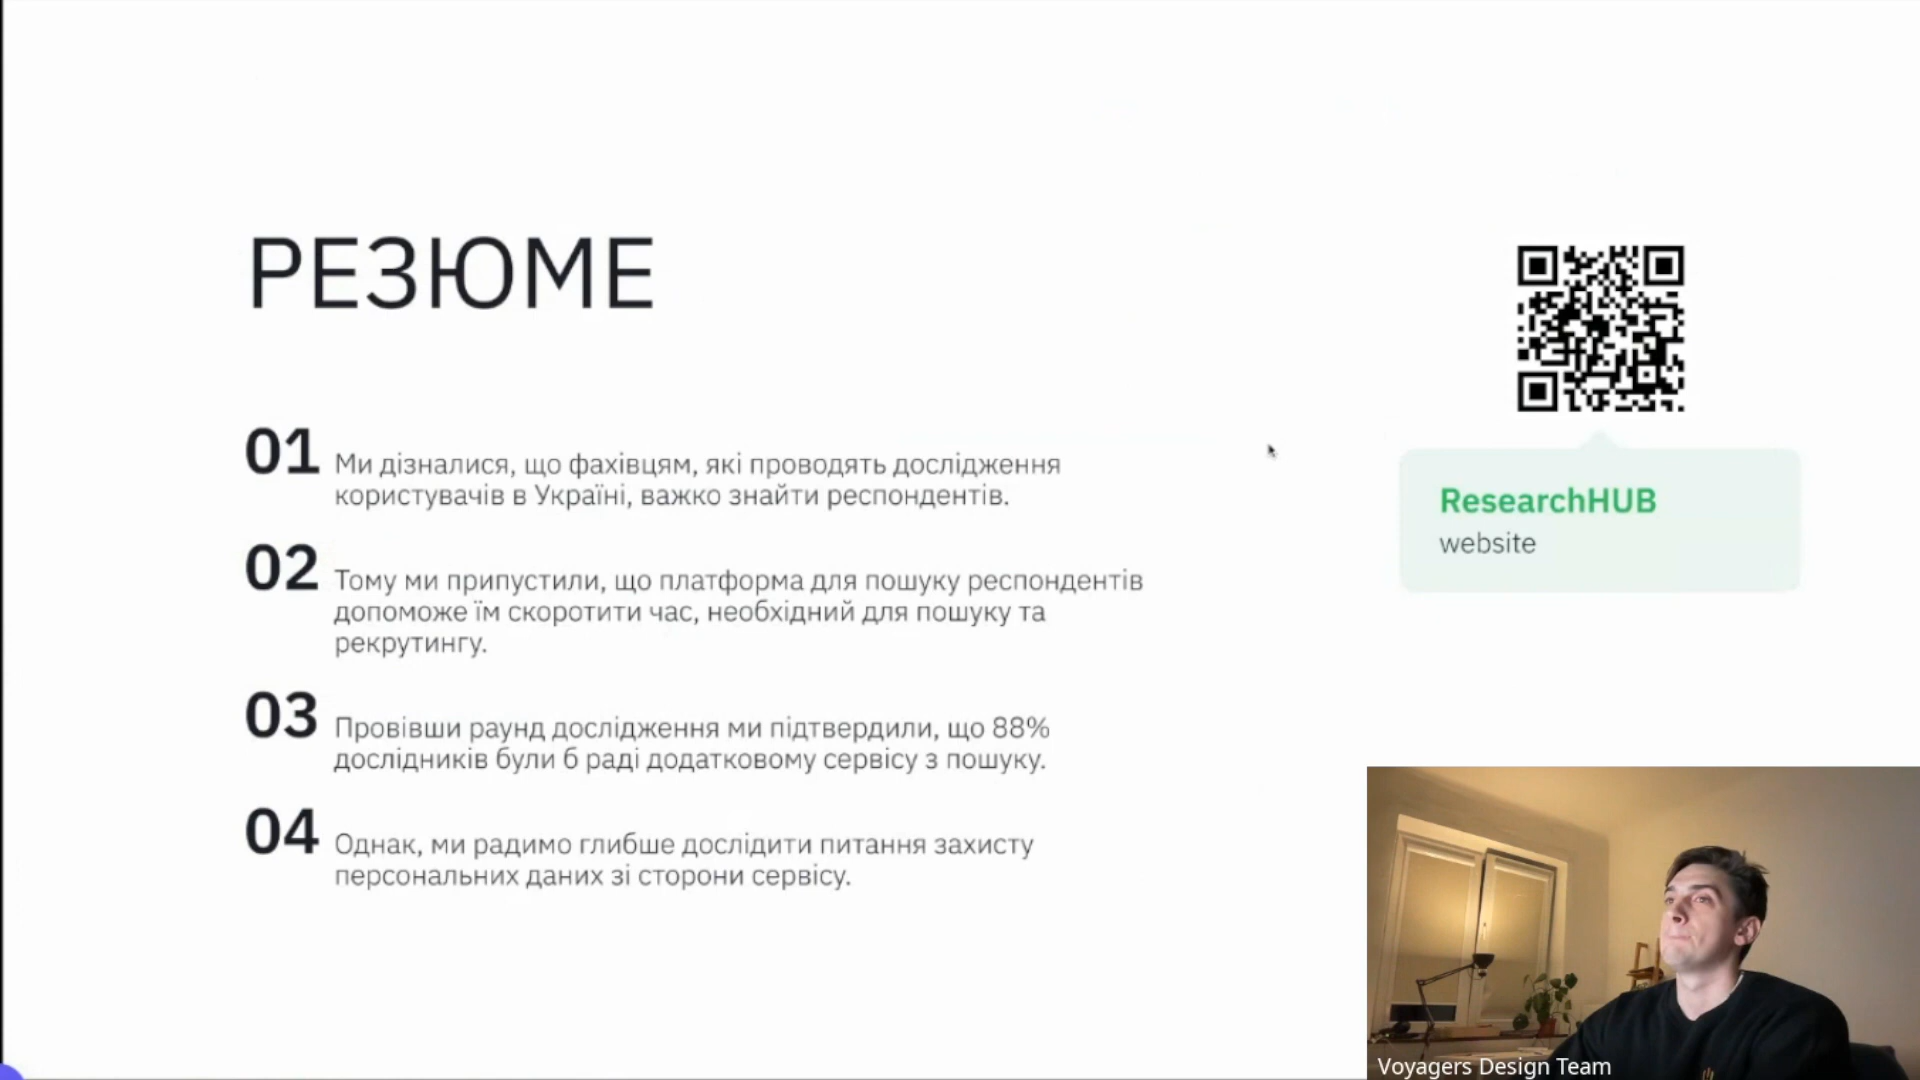 РЕЗЮМЕ
01 Ми дізналися, що фахівцям, які проводять дослідження
користувачів в Україні, важко знайти респондентів.
02 Тому ми припустили, що платформа для пошуку респондентів
допоможе їм скоротити час, необхідний для пошуку та
рекрутингу.
03 Провівши раунд дослідження ми підтвердили, що 88%
дослідників були б раді додатковому сервісу з пошуку.
04 Однак, ми радимо глибше дослідити питання захисту
персональних даних зі сторони сервісу.
ResearchHUB
website
Voyagers Design Team